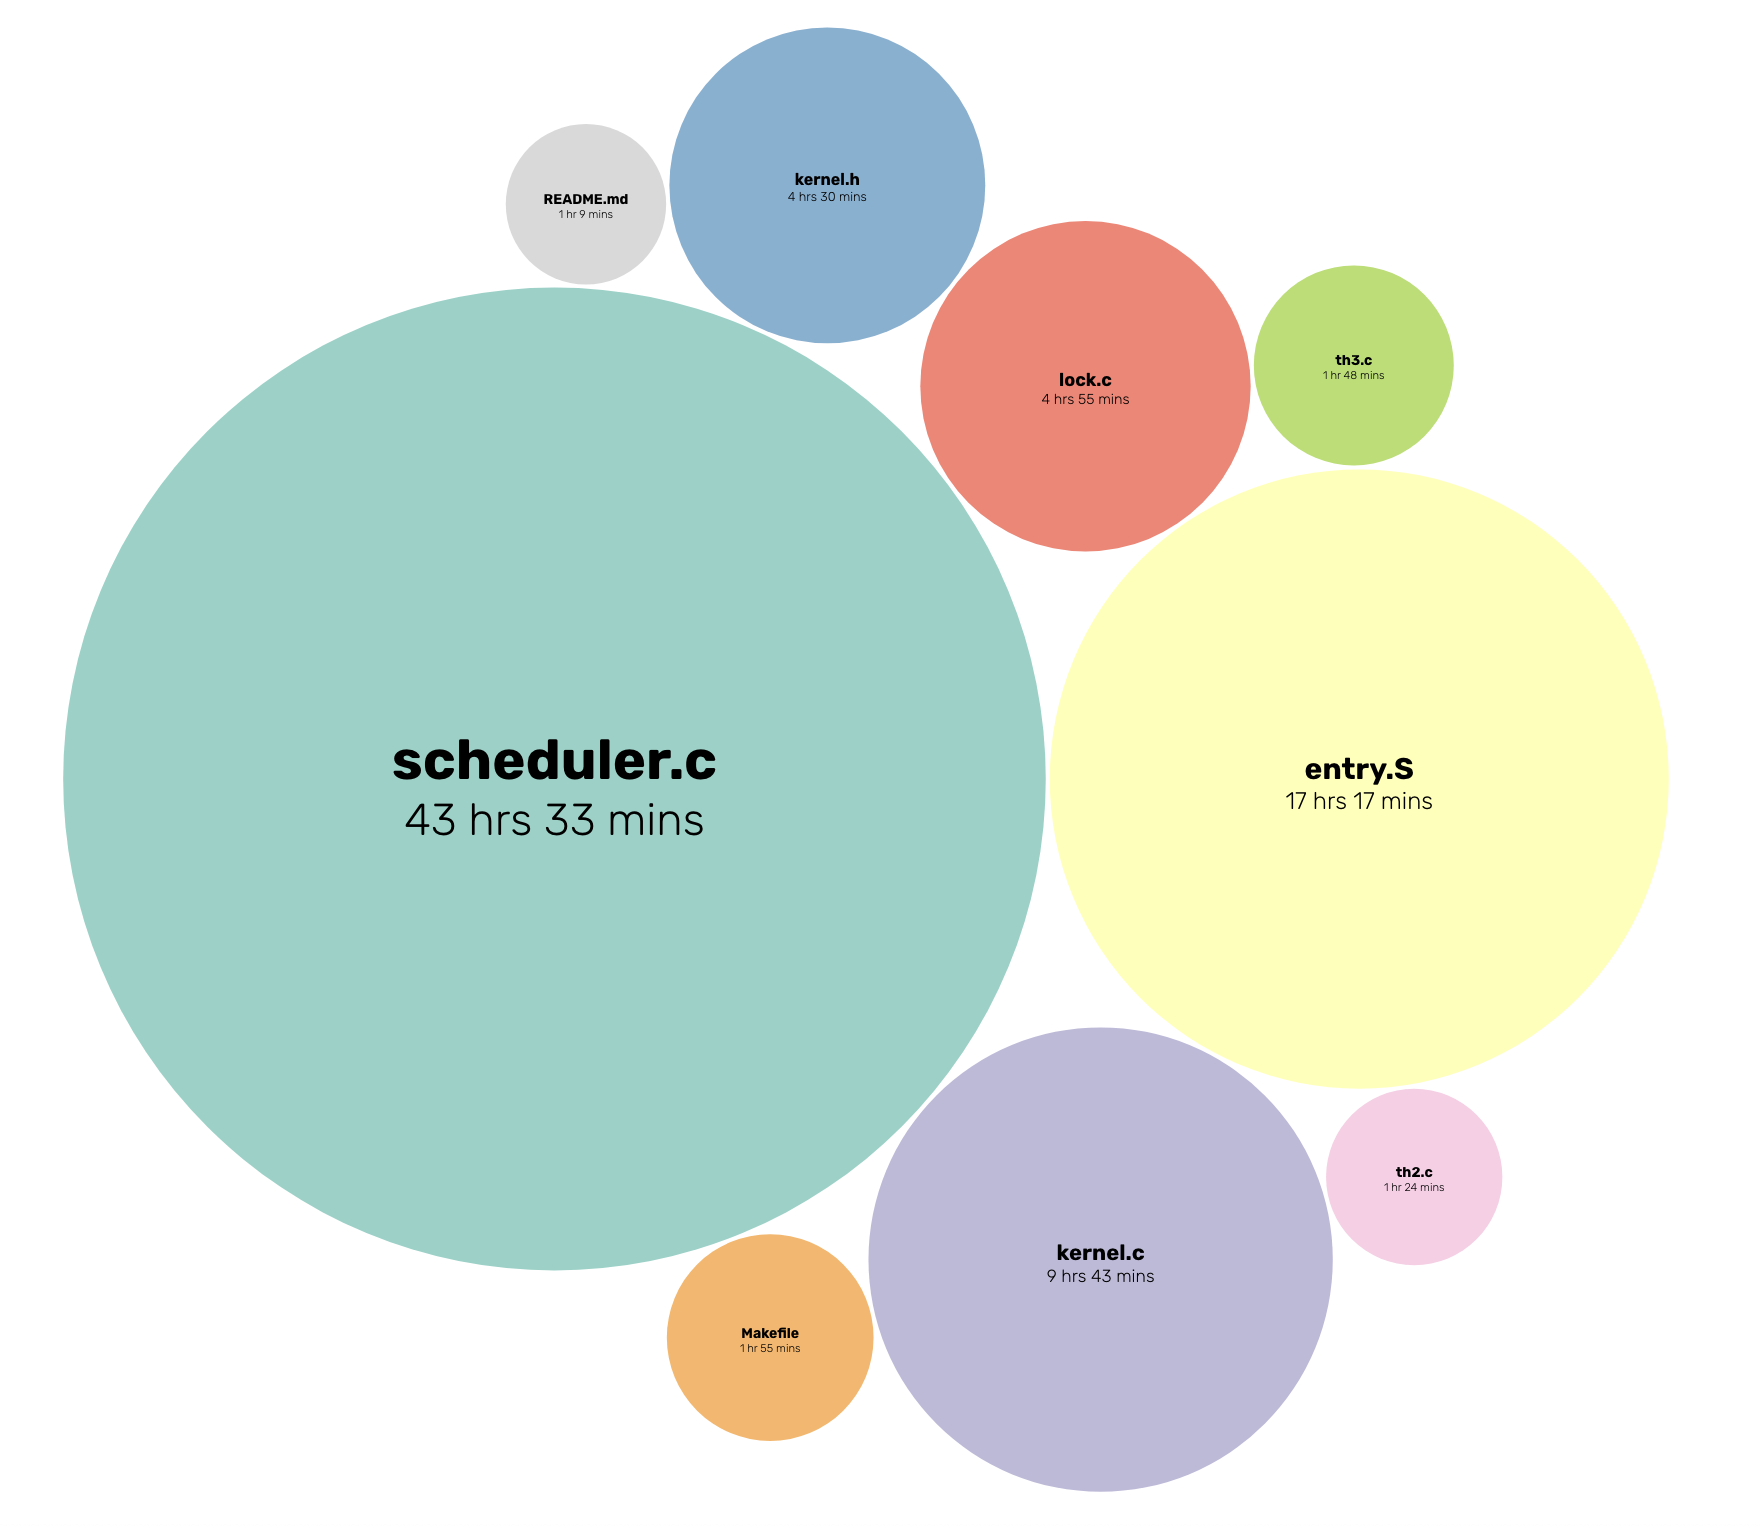 kernel.h
4 hrs 30 mins
README.md
1 hr 9 mins
lock.c
4 hrs 55 mins
th3.c
1 hr 48 mins
scheduler.c
43 hrs 33 mins
entry.S
17 hrs 17 mins
th2.c
1 hr 24 mins
kernel.c
9 hrs 43 mins
Makefile
1 hr 55 mins